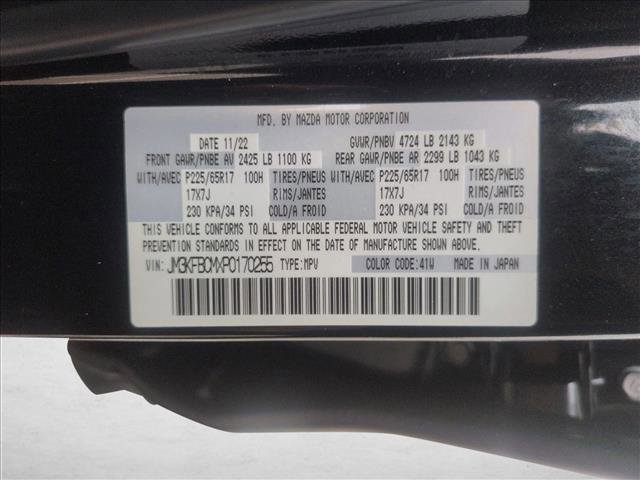 MFD. BY MAZDA MOTOR CORPORATION
DATE 11/22 GVWR/PNBV 4724 LB 2143 KG
FRONT GAWR/PNBE AV 2425 LB 1100 KG REAR GAWR/PNBE AR 2299 LB 1043 KG
WITH/AVEC P225/65R17 100H TIRES/PNEUS WITH/AVEC P225/65R17 100H TIRES/PNEUS
17X7J RIMS/JANTES 17X7J RIMS/JANTES
230 KPA/34 PSI COLD/A FROID 230 KPA/34 PSI COLD/A FROID
THIS VEHICLE CONFORMS TO ALL APPLICABLE FEDERAL MOTOR VEHICLE SAFETY AND THEFT
PREVENTION STANDARDS IN EFFECT ON THE DATE OF MANUFACTURE SHOWN ABOVE.
VIN: JM3KFBCMXP0170255 TYPE:MPV COLOR CODE:41W MADE IN JAPAN